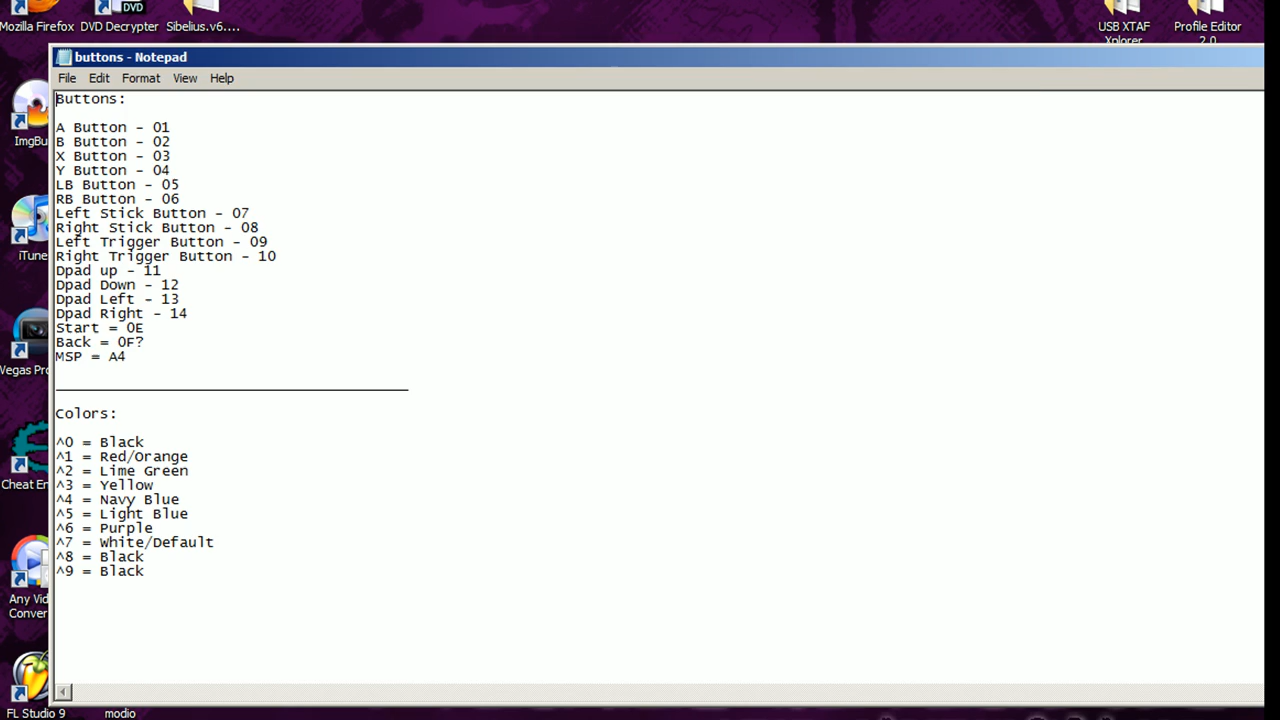 Mozilla Firefox
DVD Decrypter
DVD
Sibelius.v6....
USB XTAF
Xplorer
Profile Editor
2.0
buttons - Notepad
File Edit Format View Help
Buttons:
A Button - 01
B Button - 02
X Button - 03
Y Button - 04
LB Button - 05
RB Button - 06
Left Stick Button - 07
Right Stick Button - 08
Left Trigger Button - 09
Right Trigger Button - 10
Dpad up - 11
Dpad Down - 12
Dpad Left - 13
Dpad Right - 14
Start = 0E
Back = 0F?
MSP = A4
Colors:
^0 = Black
^1 = Red/Orange
^2 = Lime Green
^3 = Yellow
^4 = Navy Blue
^5 = Light Blue
^6 = Purple
^7 = White/Default
^8 = Black
^9 = Black
ImgBu
iTune
Vegas Pro
Cheat En
Any Vid
Conver
FL Studio 9
modio